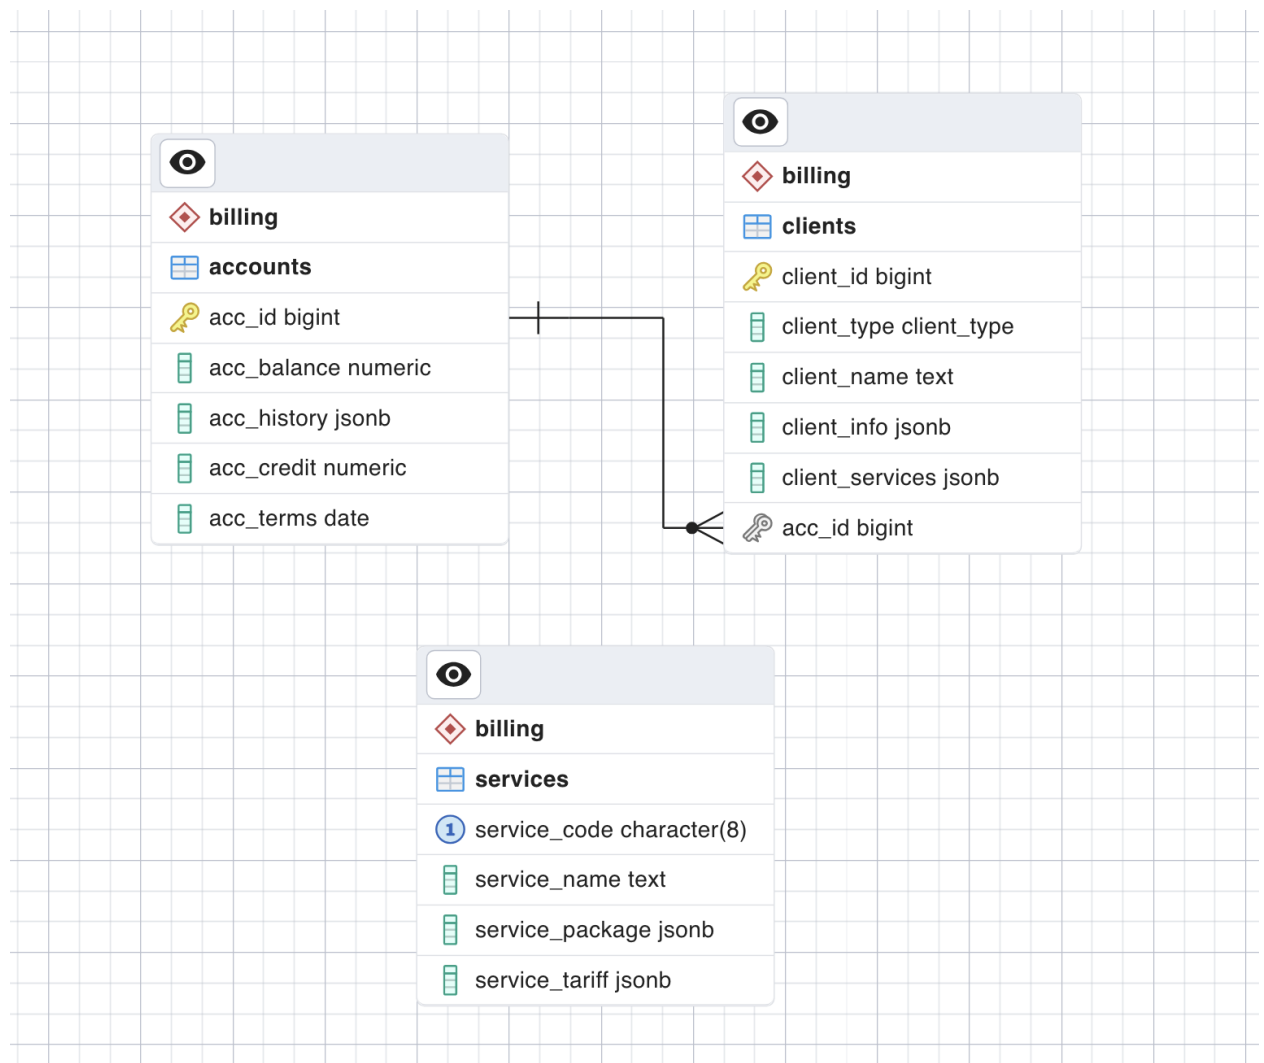 billing
accounts
acc_id bigint
acc_balance numeric
acc_history jsonb
acc_credit numeric
acc_terms date
billing
clients
client_id bigint
client_type client_type
client_name text
client_info jsonb
client_services jsonb
acc_id bigint
billing
services
1 service_code character(8)
service_name text
service_package jsonb
service_tariff jsonb